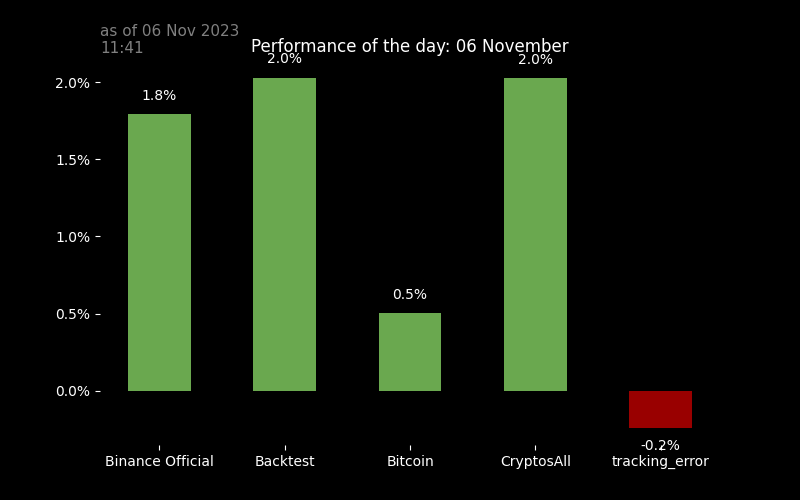 as of 06 Nov 2023
11:41
Performance of the day: 06 November
2.0%
1.5%
1.0%
0.5%
0.0%
1.8%
2.0%
0.5%
2.0%
-0.2%
Binance Official
Backtest
Bitcoin
CryptosAll
tracking_error